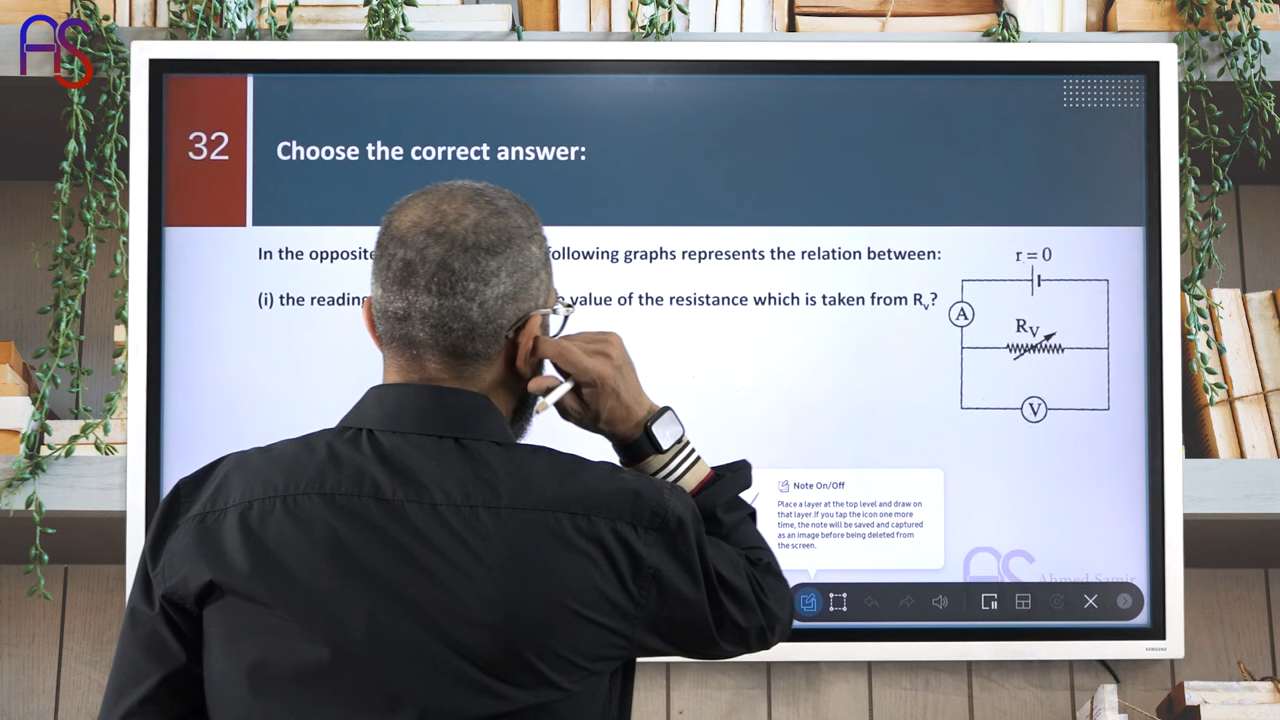 AS
32
Choose the correct answer:
In the opposite following graphs represents the relation between:
(i) the reading value of the resistance which is taken from Rv?
r = 0
A
RV
V
Note On/Off
Place a layer at the top level and draw on
that layer.If you tap the icon one more
time, the note will be saved and captured
as an image before being deleted from
the screen.
AS
Ahmed Samir
SAMSUNG